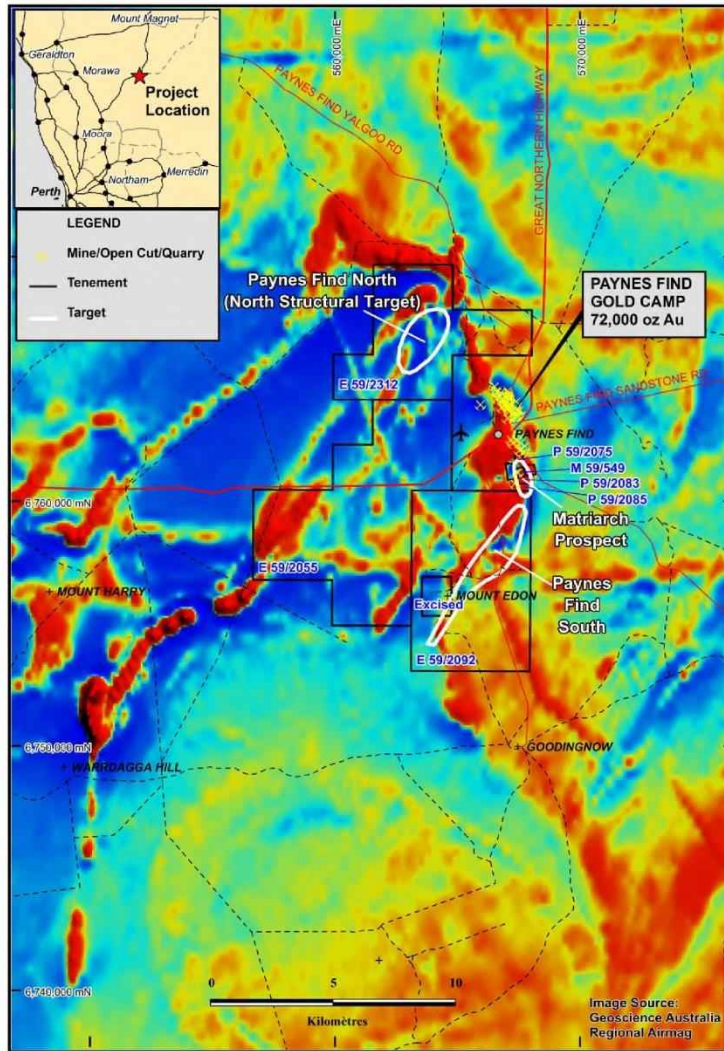 Mount Magnet
Geraldton
Morawa
Project
Location
Moora
Northam
Merredin
Perth
LEGEND
Mine/Open Cut/Quarry
Tenement
Target
560,000 mE
570,000 mE
PAYNES FIND YALGOO RD
GREAT NORTHERN HIGHWAY
Paynes Find North
(North Structural Target)
PAYNES FIND
GOLD CAMP
72,000 oz Au
E 59/2312
PAYNES FIND SANDSTONE RD
PAYNES FIND
P 59/2075
M 59/549
P 59/2083
P 59/2085
6,760,000 mN
Matriarch
Prospect
E 59/2055
MOUNT HARRY
MOUNT EDON
Excised
Paynes
Find
South
E 59/2092
6,750,000 mN
GOODINGNOW
WARRDAGGA HILL
6,740,000 mN
0 5 10
Kilomètres
Image Source:
Geoscience Australia
Regional Airmag